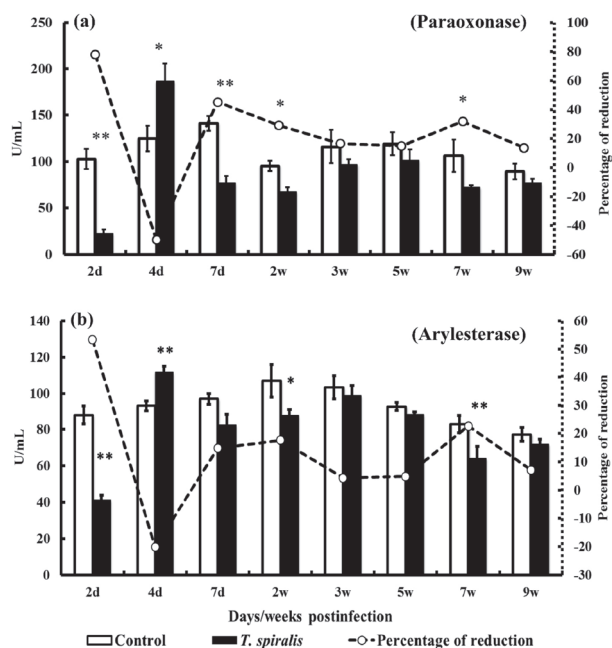 (a) (Paraoxonase)
250
200
150
100
50
0
U/mL
100
80
60
40
20
0
-20
-40
-60
Percentage of reduction
** * ** * *
2d 4d 7d 2w 3w 5w 7w 9w
(b) (Arylesterase)
140
120
100
80
60
40
20
0
U/mL
60
50
40
30
20
10
0
-10
-20
-30
Percentage of reduction
** ** * **
2d 4d 7d 2w 3w 5w 7w 9w
Days/weeks postinfection
Control T. spiralis Percentage of reduction